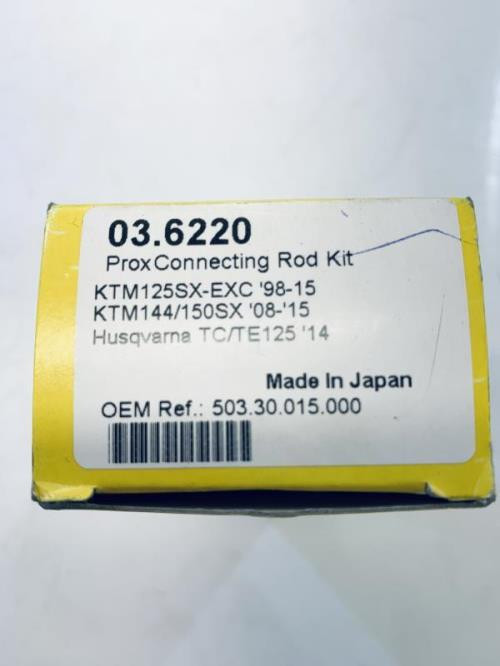 03.6220
Prox Connecting Rod Kit
KTM125SX-EXC '98-15
KTM144/150SX '08-'15
Husqvarna TC/TE125 '14
Made In Japan
OEM Ref.: 503.30.015.000